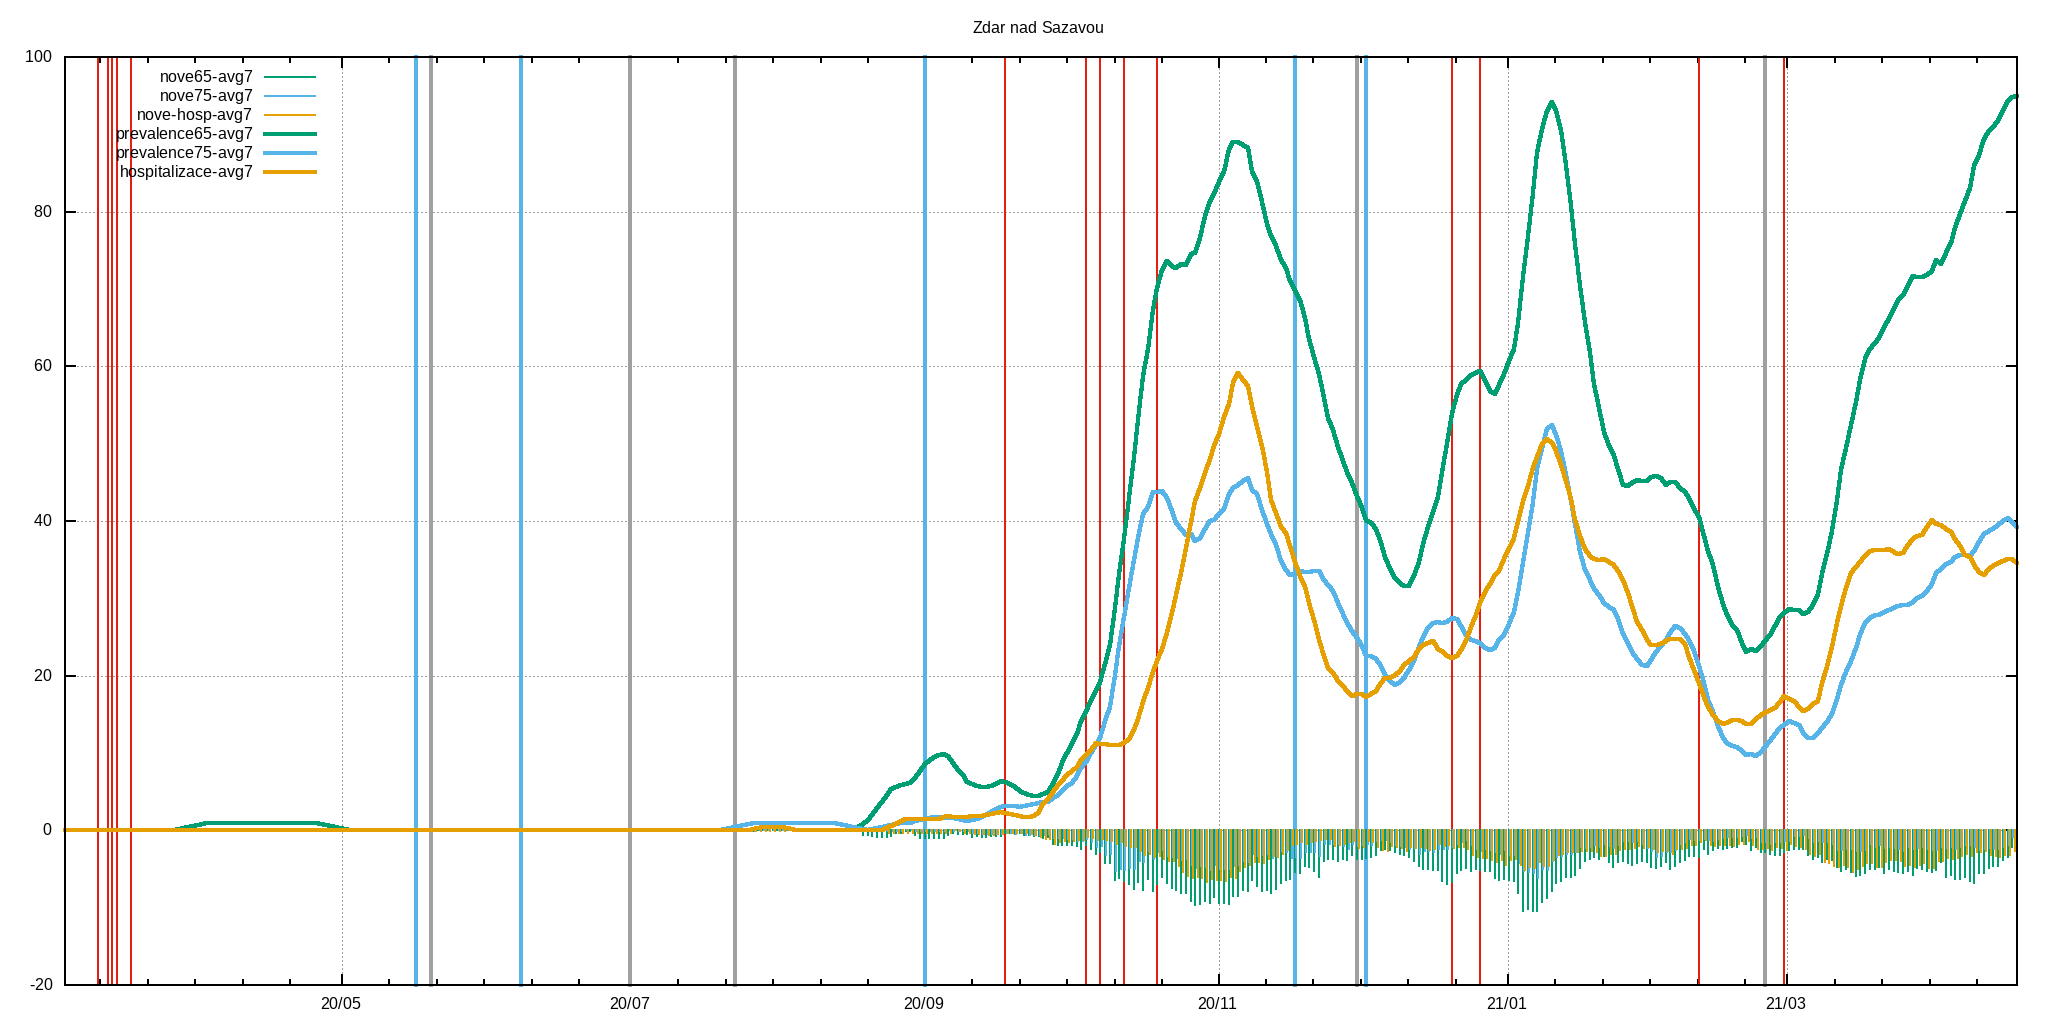 Zdar nad Sazavou
100
80
60
40
20
0
-20
nove65-avg7
nove75-avg7
nove-hosp-avg7
prevalence65-avg7
prevalence75-avg7
hospitalizace-avg7
20/05
20/07
20/09
20/11
21/01
21/03